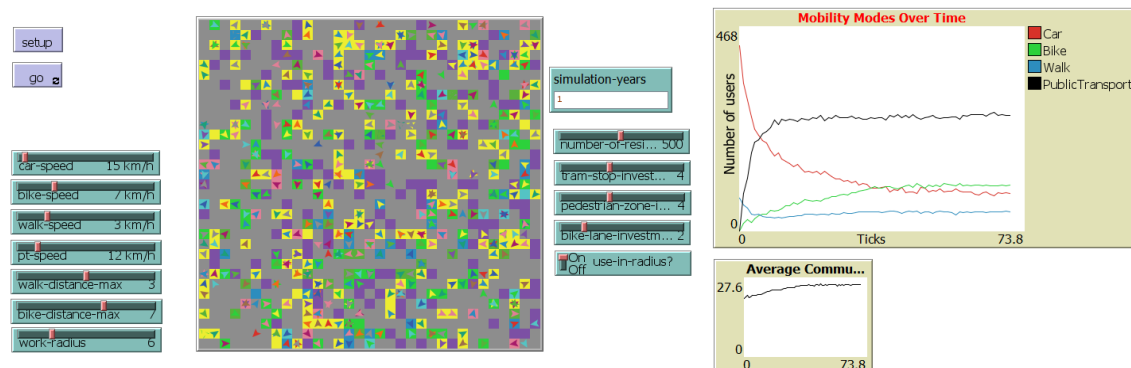 setup
go
car-speed 15 km/h
bike-speed 7 km/h
walk-speed 3 km/h
pt-speed 12 km/h
walk-distance-max 3
bike-distance-max 7
work-radius 6
simulation-years
1
number-of-resi... 500
tram-stop-invest... 4
pedestrian-zone-i... 4
bike-lane-investm... 2
On
Off
use-in-radius?
Mobility Modes Over Time
468
Number of users
0
0
Ticks
73.8
Car
Bike
Walk
PublicTransport
Average Commu...
27.6
0
0
73.8